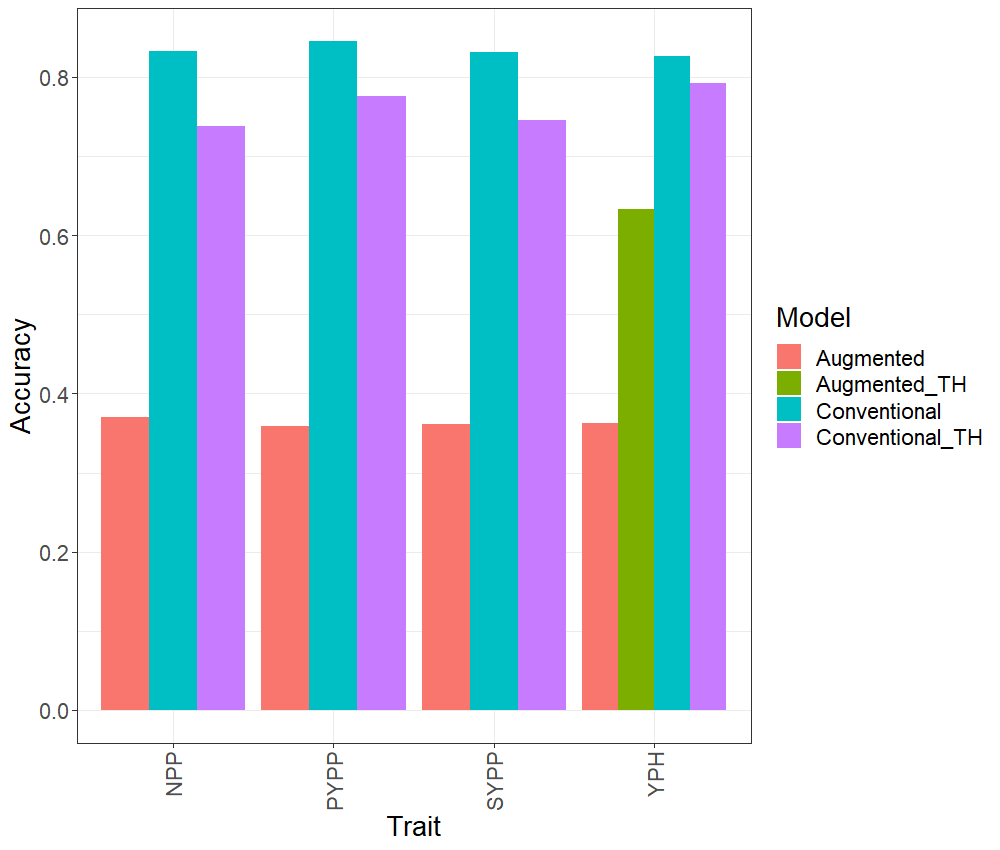 Accuracy
0.8
0.6
0.4
0.2
0.0
NPP
PYPP
SYPP
YPH
Trait
Model
Augmented
Augmented_TH
Conventional
Conventional_TH